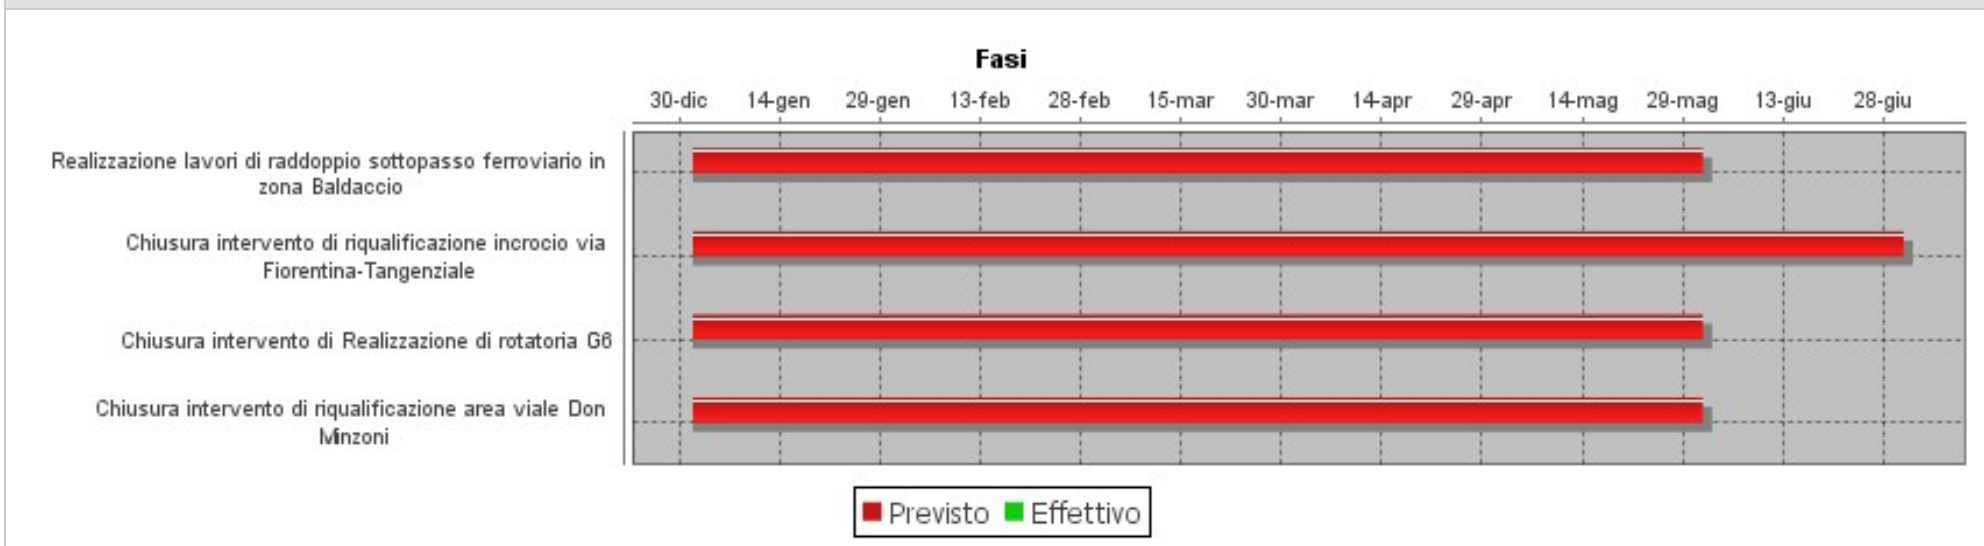 Fasi
30-dic 14-gen 29-gen 13-feb 28-feb 15-mar 30-mar 14-apr 29-apr 14-mag 29-mag 13-giu 28-giu
Realizzazione lavori di raddoppio sottopasso ferroviario in
zona Baldaccio
Chiusura intervento di riqualificazione incrocio via
Fiorentina-Tangenziale
Chiusura intervento di Realizzazione di rotatoria G6
Chiusura intervento di riqualificazione area viale Don
Minzoni
Previsto Effettivo